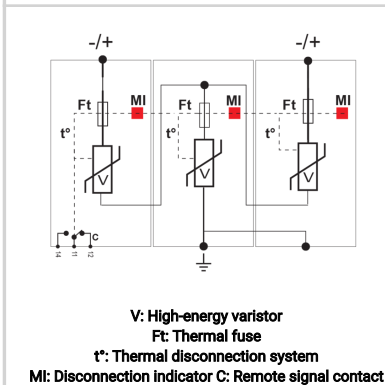 -/+ -/+
Ft MI Ft MI Ft MI
t° t° t°
V V V
C
14 11 12
V: High-energy varistor
Ft: Thermal fuse
t°: Thermal disconnection system
MI: Disconnection indicator C: Remote signal contact